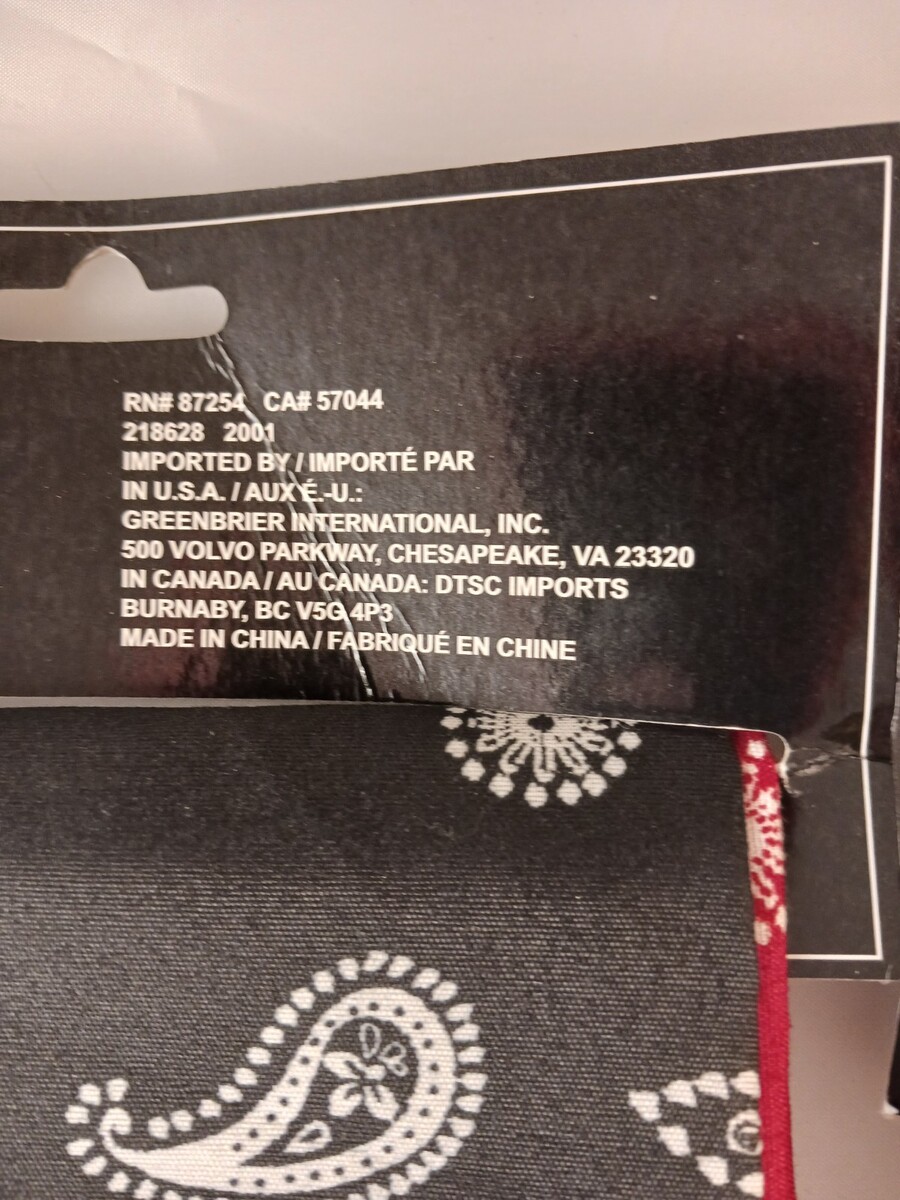 RN# 87254 CA# 57044
218628 2001
IMPORTED BY / IMPORTÉ PAR
IN U.S.A. / AUX É.-U.:
GREENBRIER INTERNATIONAL, INC.
500 VOLVO PARKWAY, CHESAPEAKE, VA 23320
IN CANADA / AU CANADA: DTSC IMPORTS
BURNABY, BC V5G 4P3
MADE IN CHINA / FABRIQUÉ EN CHINE